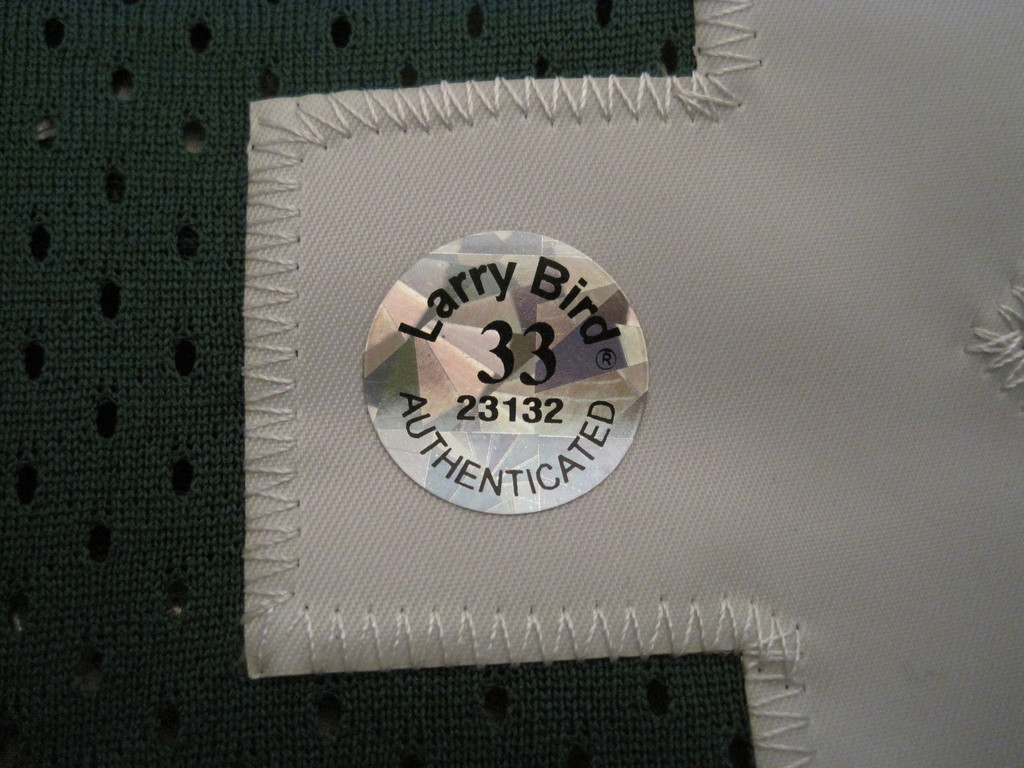 Larry Bird®
33
23132
AUTHENTICATED